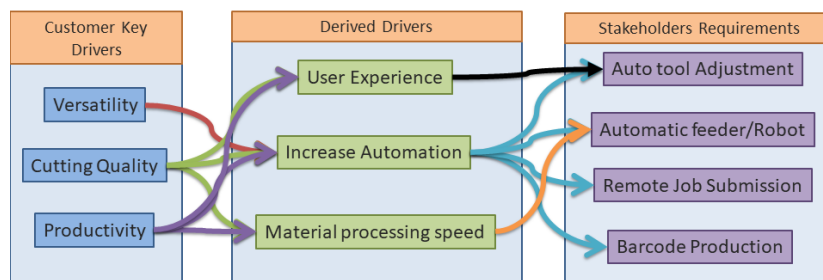 Customer Key
Drivers
Versatility
Cutting Quality
Productivity
Derived Drivers
User Experience
Increase Automation
Material processing speed
Stakeholders Requirements
Auto tool Adjustment
Automatic feeder/Robot
Remote Job Submission
Barcode Production